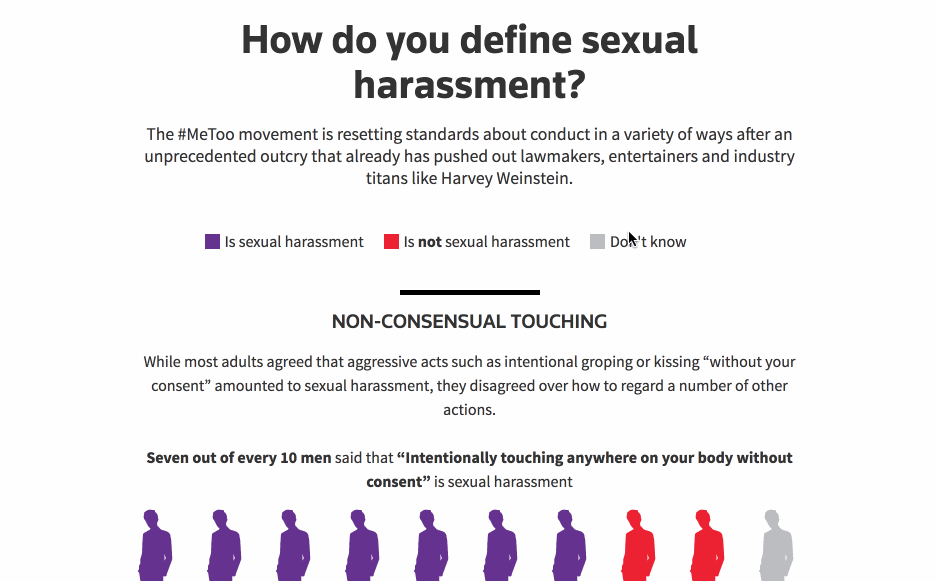 How do you define sexual
harassment?
The #MeToo movement is resetting standards about conduct in a variety of ways after an
unprecedented outcry that already has pushed out lawmakers, entertainers and industry
titans like Harvey Weinstein.
Is sexual harassment Is not sexual harassment Don't know
NON-CONSENSUAL TOUCHING
While most adults agreed that aggressive acts such as intentional groping or kissing “without your
consent” amounted to sexual harassment, they disagreed over how to regard a number of other
actions.
Seven out of every 10 men said that “Intentionally touching anywhere on your body without
consent” is sexual harassment